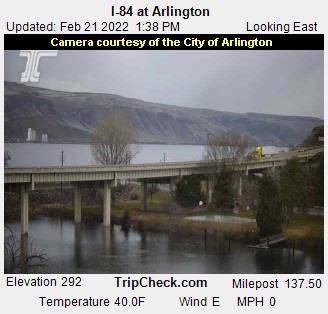 I-84 at Arlington
Updated: Feb 21 2022 1:38 PM Looking East
Camera courtesy of the City of Arlington
Elevation 292 TripCheck.com Milepost 137.50
Temperature 40.0F Wind E MPH 0